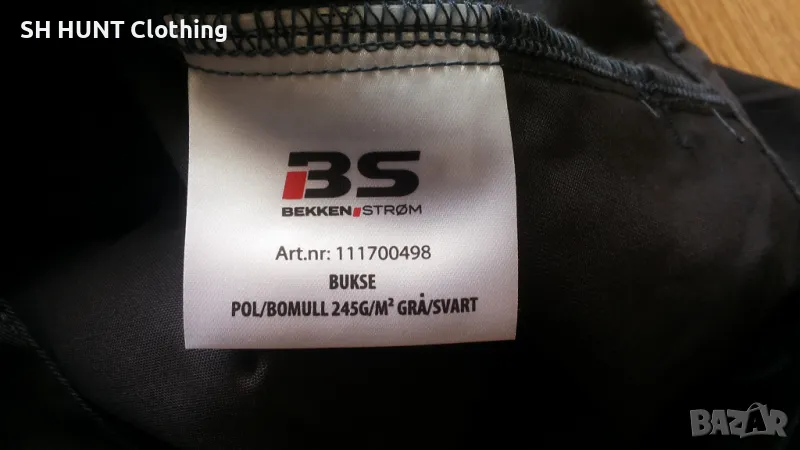 SH HUNT Clothing
BS
BEKKEN STRØM
Art.nr: 111700498
BUKSE
POL/BOMULL 245G/M² GRÅ/SVART
BAZAR